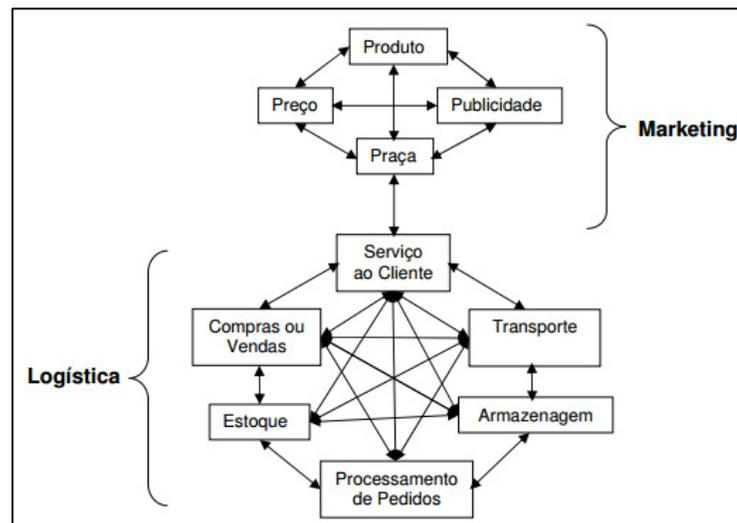 Produto
Preço
Publicidade
Marketing
Praça
Serviço
ao Cliente
Compras ou
Vendas
Transporte
Logística
Estoque
Armazenagem
Processamento
de Pedidos